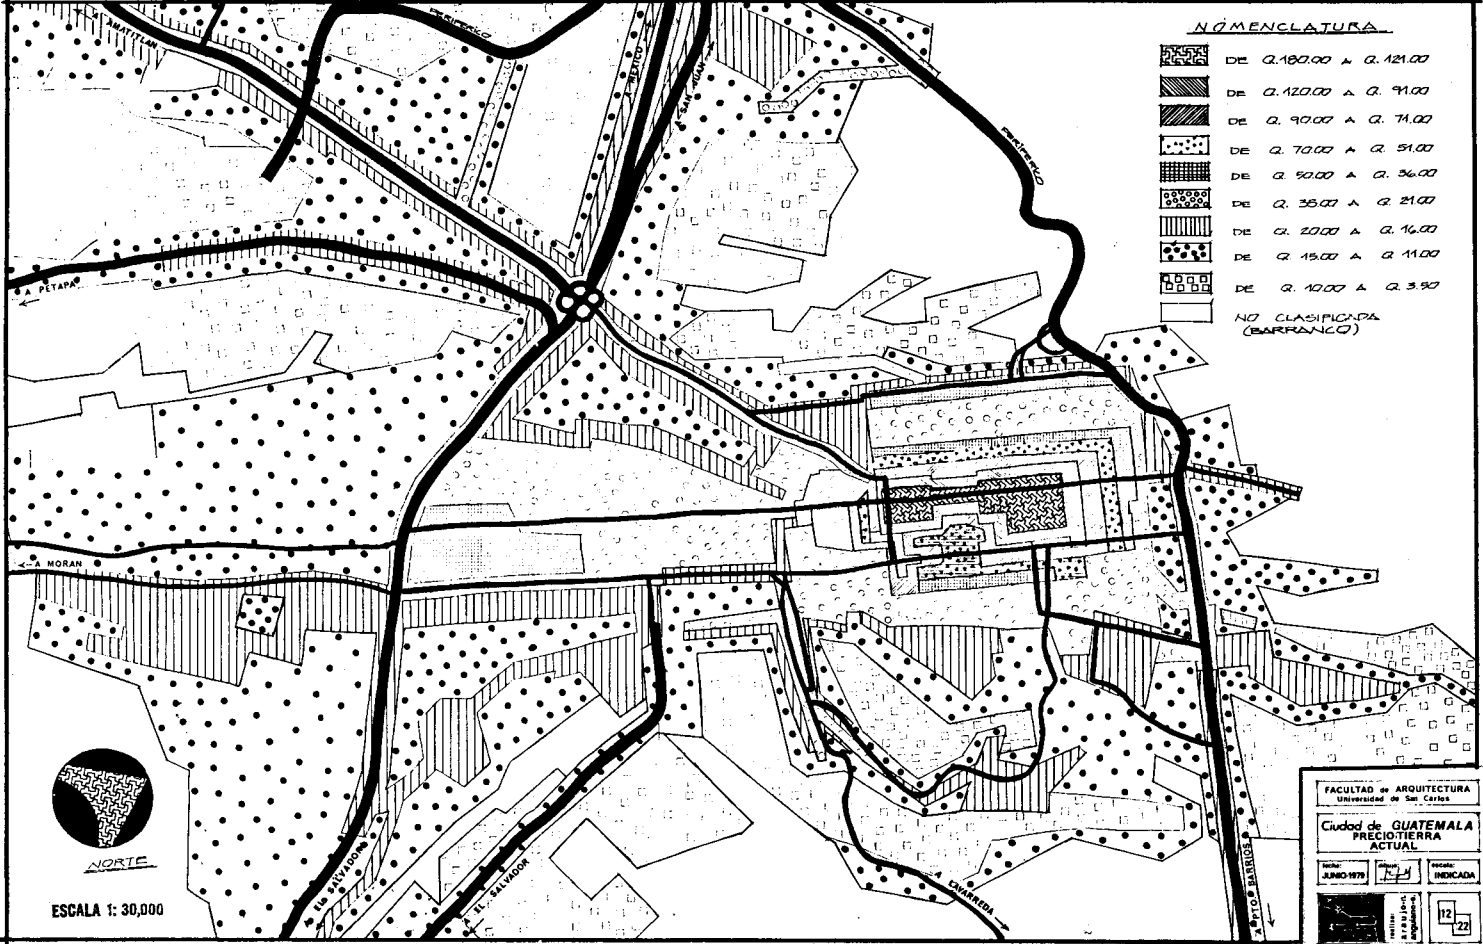 A AMATITLAN
PERIFERICO
A MEXICO
A SAN JUAN
PERIFERICO
A PETAPA
A MORAN
A EL SALVADOR
A EL SALVADOR
A LAVARREDA
A PTO. BARRIOS
NOMENCLATURA
DE Q.180.00 A Q. 121.00
DE Q. 120.00 A Q. 91.00
DE Q. 90.00 A Q. 71.00
DE Q. 70.00 A Q. 51.00
DE Q. 50.00 A Q. 36.00
DE Q. 35.00 A Q. 21.00
DE Q. 20.00 A Q. 16.00
DE Q. 15.00 A Q. 11.00
DE Q. 10.00 A Q. 3.50
NO CLASIFICADA
(BARRANCO)
NORTE
ESCALA 1: 30,000
FACULTAD de ARQUITECTURA
Universidad de San Carlos
Ciudad de GUATEMALA
PRECIO:TIERRA
ACTUAL
fecha:
JUNIO-1979
dibujo:
escala:
INDICADA
12
22